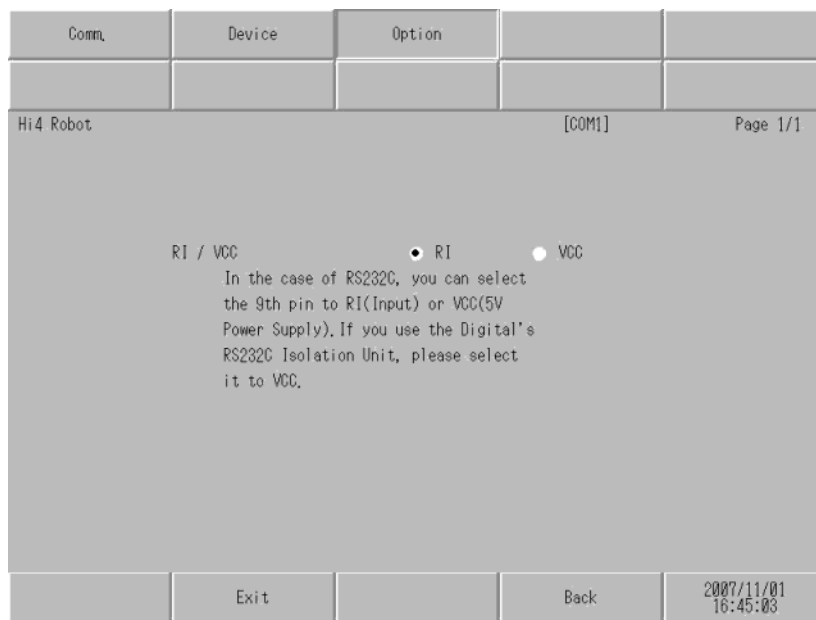 Comm. Device Option
Hi4 Robot [COM1] Page 1/1
RI / VCC RI VCC
In the case of RS232C, you can select
the 9th pin to RI(Input) or VCC(5V
Power Supply). If you use the Digital's
RS232C Isolation Unit, please select
it to VCC.
Exit Back 2007/11/01
16:45:03